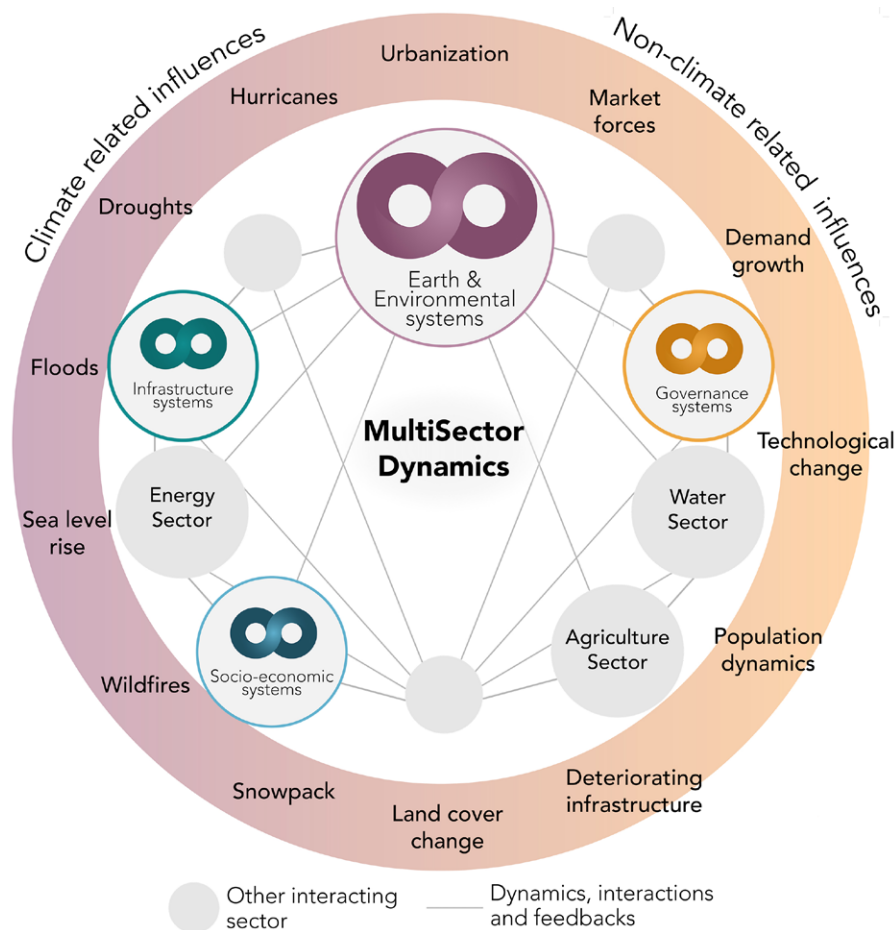 Climate related influences
Non-climate related influences
Urbanization
Hurricanes
Market
forces
Droughts
Demand
growth
Earth &
Environmental
systems
Floods
Infrastructure
systems
Governance
systems
MultiSector
Dynamics
Technological
change
Energy
Sector
Water
Sector
Sea level
rise
Agriculture
Sector
Population
dynamics
Socio-economic
systems
Wildfires
Snowpack
Deteriorating
infrastructure
Land cover
change
Other interacting
sector
Dynamics, interactions
and feedbacks